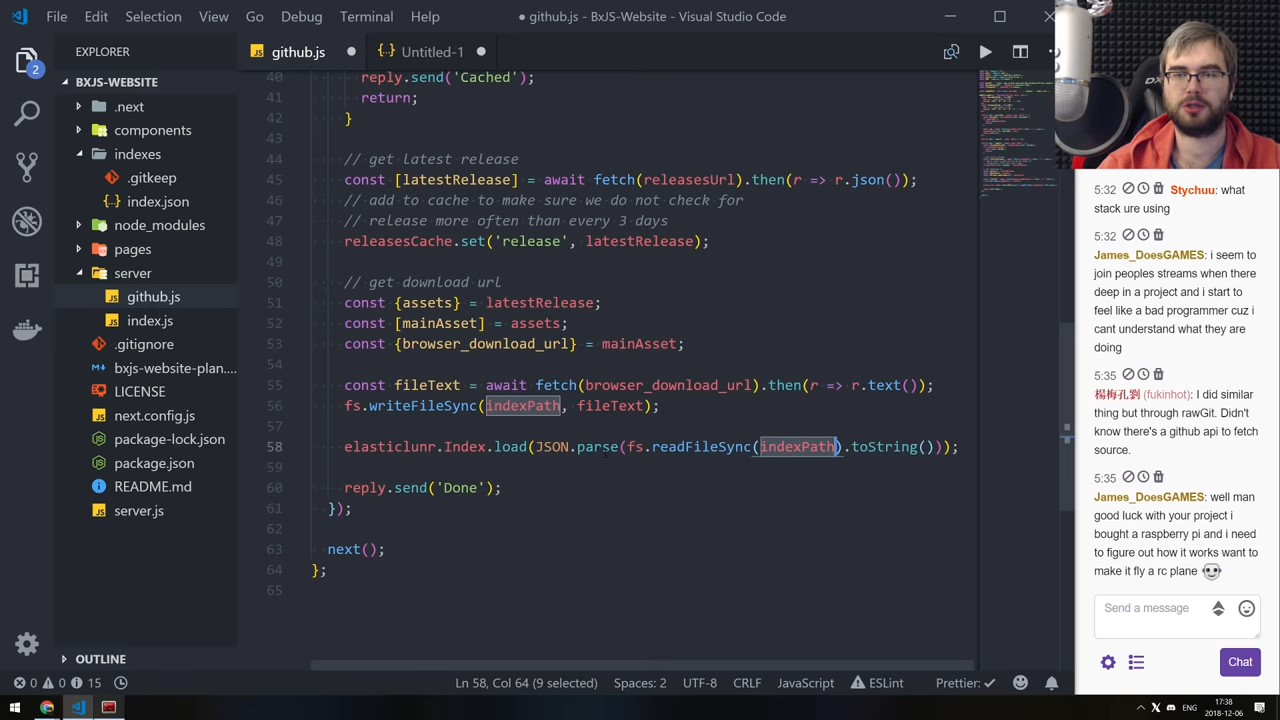 File Edit Selection View Go Debug Terminal Help ● github.js - BxJS-Website - Visual Studio Code
EXPLORER
BXJS-WEBSITE
.next
components
indexes
.gitkeep
index.json
node_modules
pages
server
github.js
index.js
.gitignore
bxjs-website-plan....
LICENSE
next.config.js
package-lock.json
package.json
README.md
server.js
OUTLINE
2
github.js ● Untitled-1 ●
40 reply.send('Cached');
41 return;
42 }
43
44 // get latest release
45 const [latestRelease] = await fetch(releasesUrl).then(r => r.json());
46 // add to cache to make sure we do not check for
47 // release more often than every 3 days
48 releasesCache.set('release', latestRelease);
49
50 // get download url
51 const {assets} = latestRelease;
52 const [mainAsset] = assets;
53 const {browser_download_url} = mainAsset;
54
55 const fileText = await fetch(browser_download_url).then(r => r.text());
56 fs.writeFileSync(indexPath, fileText);
58 elasticlunr.Index.load(JSON.parse(fs.readFileSync(indexPath).toString()));
59
60 reply.send('Done');
61 });
62
63 next();
64 };
65
5:32 Stychuu: what
stack ure using
5:32
James_DoesGAMES: i seem to
join peoples streams when there
deep in a project and i start to
feel like a bad programmer cuz i
cant understand what they are
doing
5:35
楊梅孔劉 (fukinhot): I did similar
thing but through rawGit. Didn't
know there's a github api to fetch
source.
5:35
James_DoesGAMES: well man
good luck with your project i
bought a raspberry pi and i need
to figure out how it works want to
make it fly a rc plane
Send a message
Chat
0 0 15 Ln 58, Col 64 (9 selected) Spaces: 2 UTF-8 CRLF JavaScript ESLint Prettier: ✓
ENG
17:38
2018-12-06